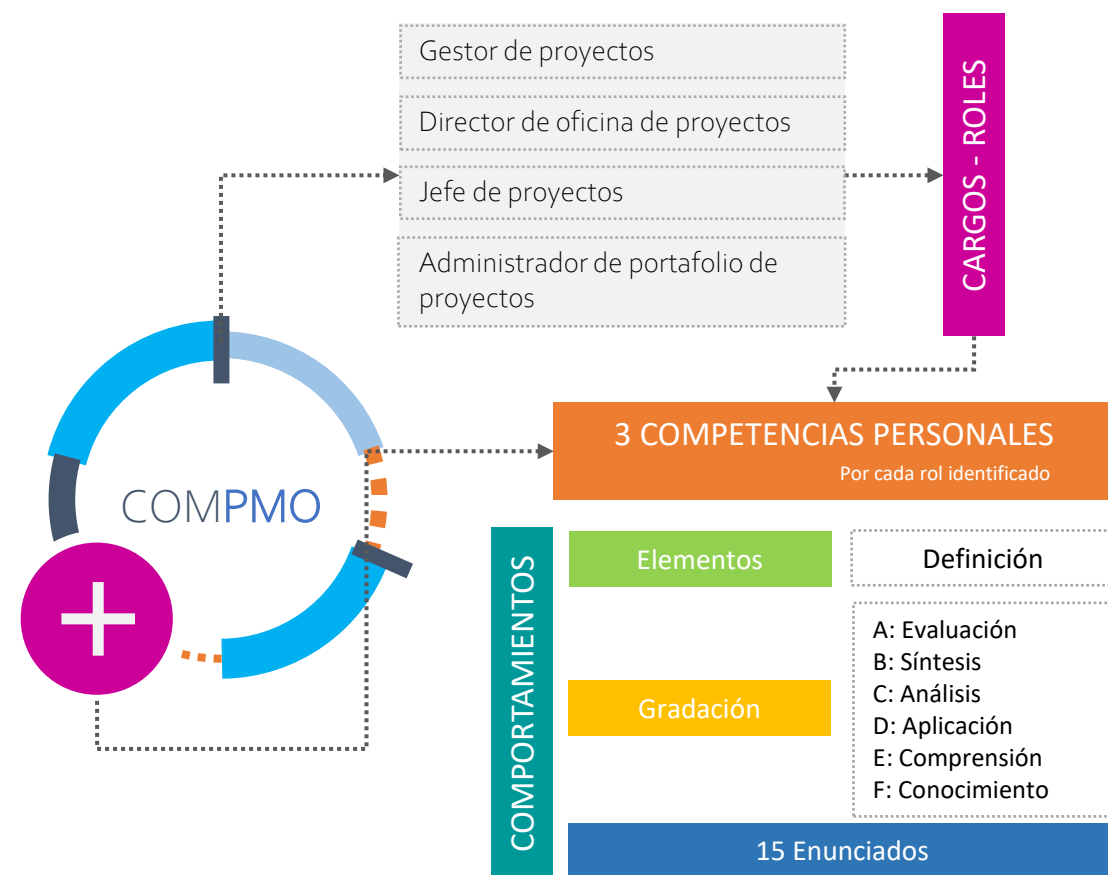 Gestor de proyectos
Director de oficina de proyectos
Jefe de proyectos
Administrador de portafolio de
proyectos
CARGOS - ROLES
COMPMO
3 COMPETENCIAS PERSONALES
Por cada rol identificado
COMPORTAMIENTOS
Elementos
Definición
Gradación
A: Evaluación
B: Síntesis
C: Análisis
D: Aplicación
E: Comprensión
F: Conocimiento
15 Enunciados